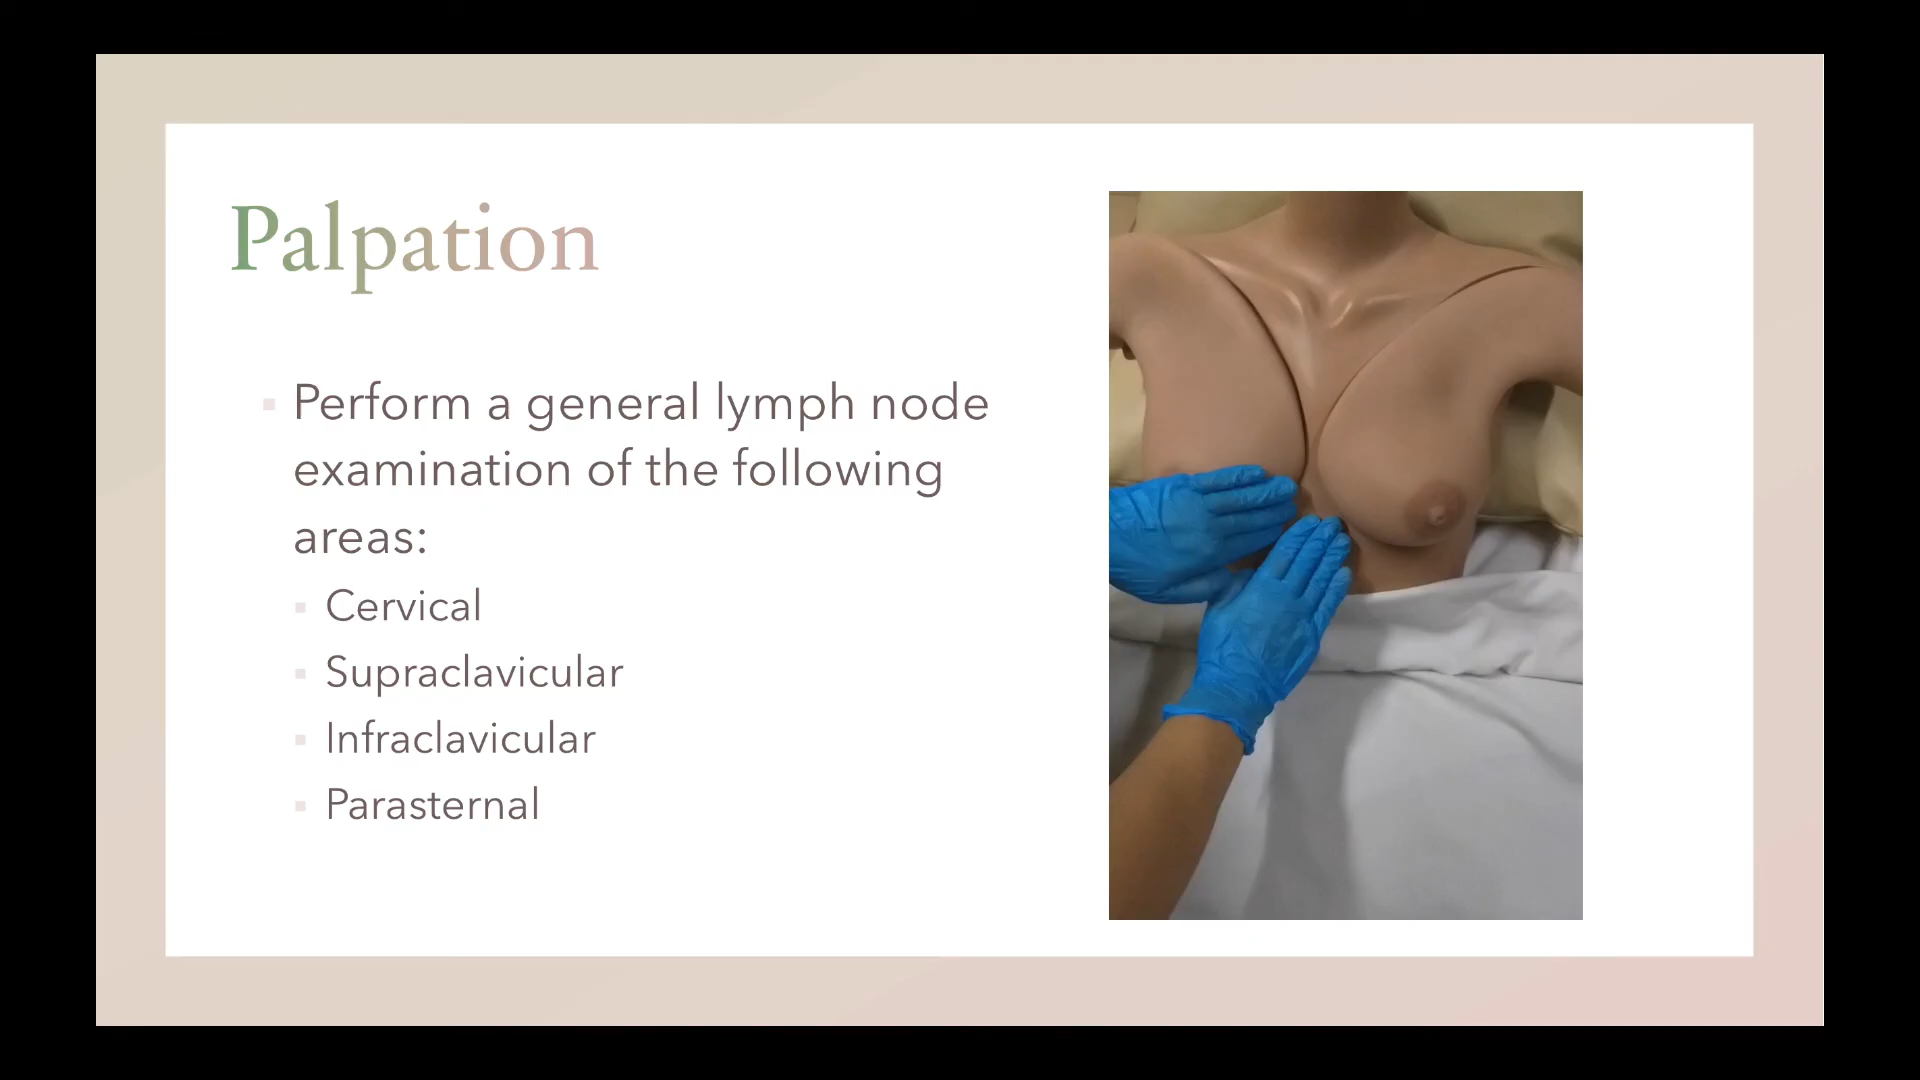 Palpation
Perform a general lymph node
examination of the following
areas:
Cervical
Supraclavicular
Infraclavicular
Parasternal